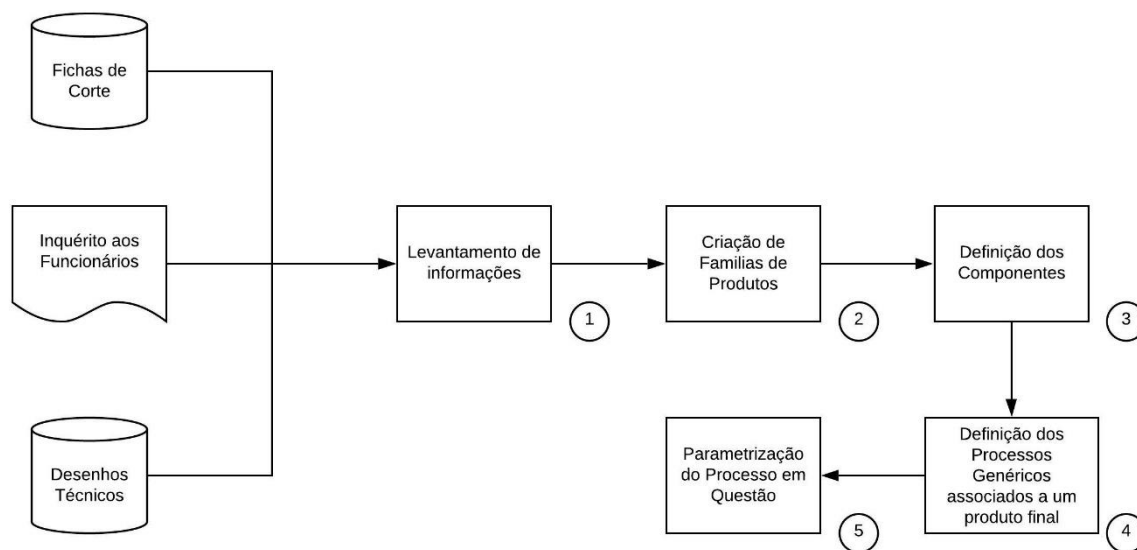 Fichas de
Corte
Inquérito aos
Funcionários
Desenhos
Técnicos
Levantamento de
informações
1
Criação de
Familias de
Produtos
2
Definição dos
Componentes
3
Definição dos
Processos
Genéricos
associados a um
produto final
4
Parametrização
do Processo em
Questão
5